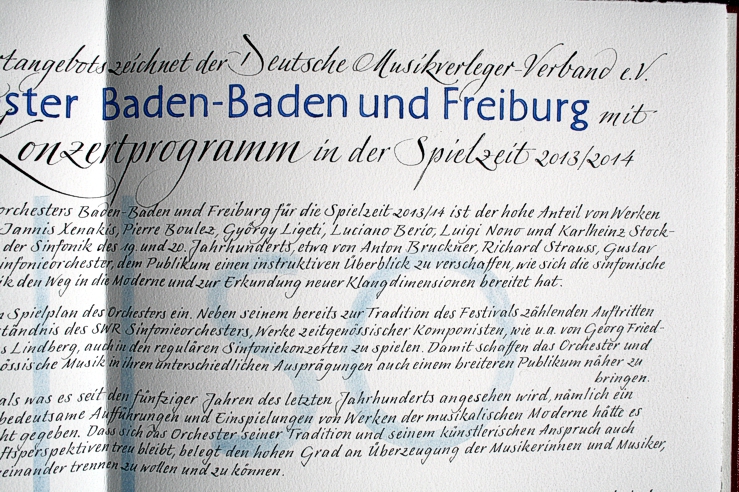 tangebots zeichnet der Deutsche Musikverleger-Verband e.V.
ster Baden-Baden und Freiburg mit
Konzertprogramm in der Spielzeit 2013/2014
orchesters Baden-Baden und Freiburg für die Spielzeit 2013/14 ist der hohe Anteil von Werken
Iannis Xenakis, Pierre Boulez, György Ligeti, Luciano Berio, Luigi Nono und Karlheinz Stock-
der Sinfonik des 19. und 20. Jahrhunderts, etwa von Anton Bruckner, Richard Strauss, Gustav
infonieorchester, dem Publikum einen instruktiven Überblick zu verschaffen, wie sich die sinfonische
ik den Weg in die Moderne und zur Erkundung neuer Klangdimensionen bereitet hat.
Spielplan des Orchesters ein. Neben seinem bereits zur Tradition des Festivals zählenden Auftritten
ständnis des SWR Sinfonieorchesters, Werke zeitgenössischer Komponisten, wie u.a. von Georg Fried-
s Lindberg, auch in den regulären Sinfoniekonzerten zu spielen. Damit schaffen das Orchester und
össische Musik in ihren unterschiedlichen Ausprägungen auch einem breiteren Publikum näher zu
bringen.
als was es seit den fünfziger Jahren des letzten Jahrhunderts angesehen wird, nämlich ein
bedeutsame Aufführungen und Einspielungen von Werken der musikalischen Moderne hätte es
ht gegeben. Dass sich das Orchester seiner Tradition und seinem künstlerischen Anspruch auch
ftsperspektiven treu bleibt, belegt den hohen Grad an Überzeugung der Musikerinnen und Musiker,
einander trennen zu wollen und zu können.